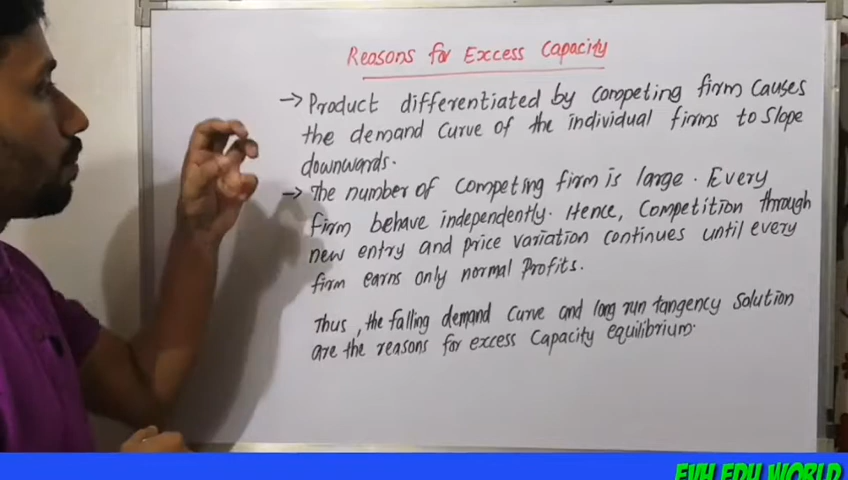 Reasons for Excess Capacity
→ Product differentiated by competing firm causes
the demand curve of the individual firms to slope
downwards.
→ The number of competing firm is large. Every
firm behave independently. Hence, competition through
new entry and price variation continues until every
firm earns only normal profits.
Thus, the falling demand curve and long run tangency solution
are the reasons for excess capacity equilibrium.
EVH EDU WORLD